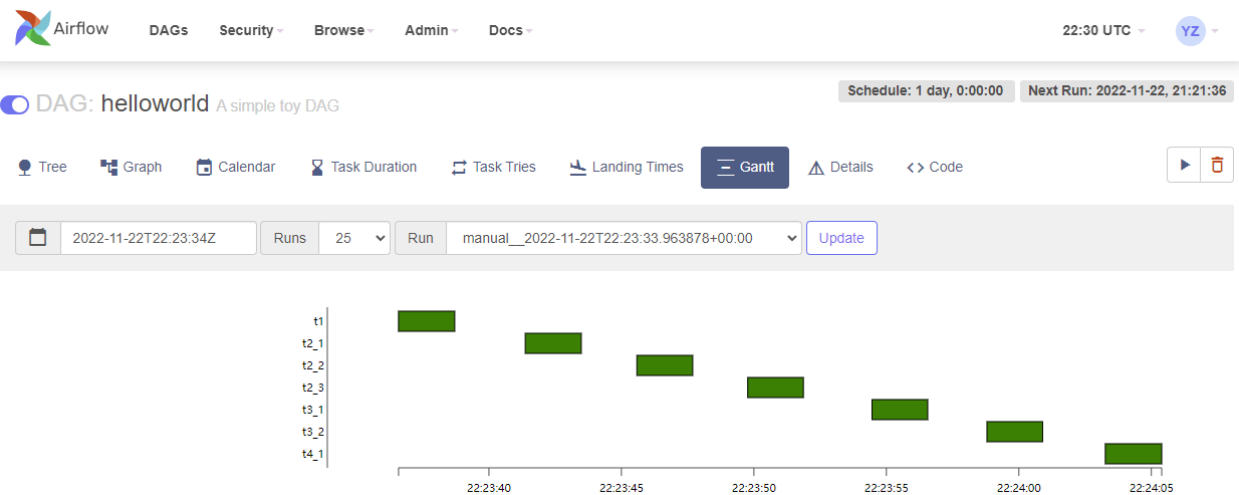 Airflow DAGs Security Browse Admin Docs 22:30 UTC YZ
DAG: helloworld A simple toy DAG Schedule: 1 day, 0:00:00 Next Run: 2022-11-22, 21:21:36
Tree Graph Calendar Task Duration Task Tries Landing Times Gantt Details Code
2022-11-22T22:23:34Z Runs 25 Run manual__2022-11-22T22:23:33.963878+00:00 Update
t1
t2_1
t2_2
t2_3
t3_1
t3_2
t4_1
22:23:40 22:23:45 22:23:50 22:23:55 22:24:00 22:24:05